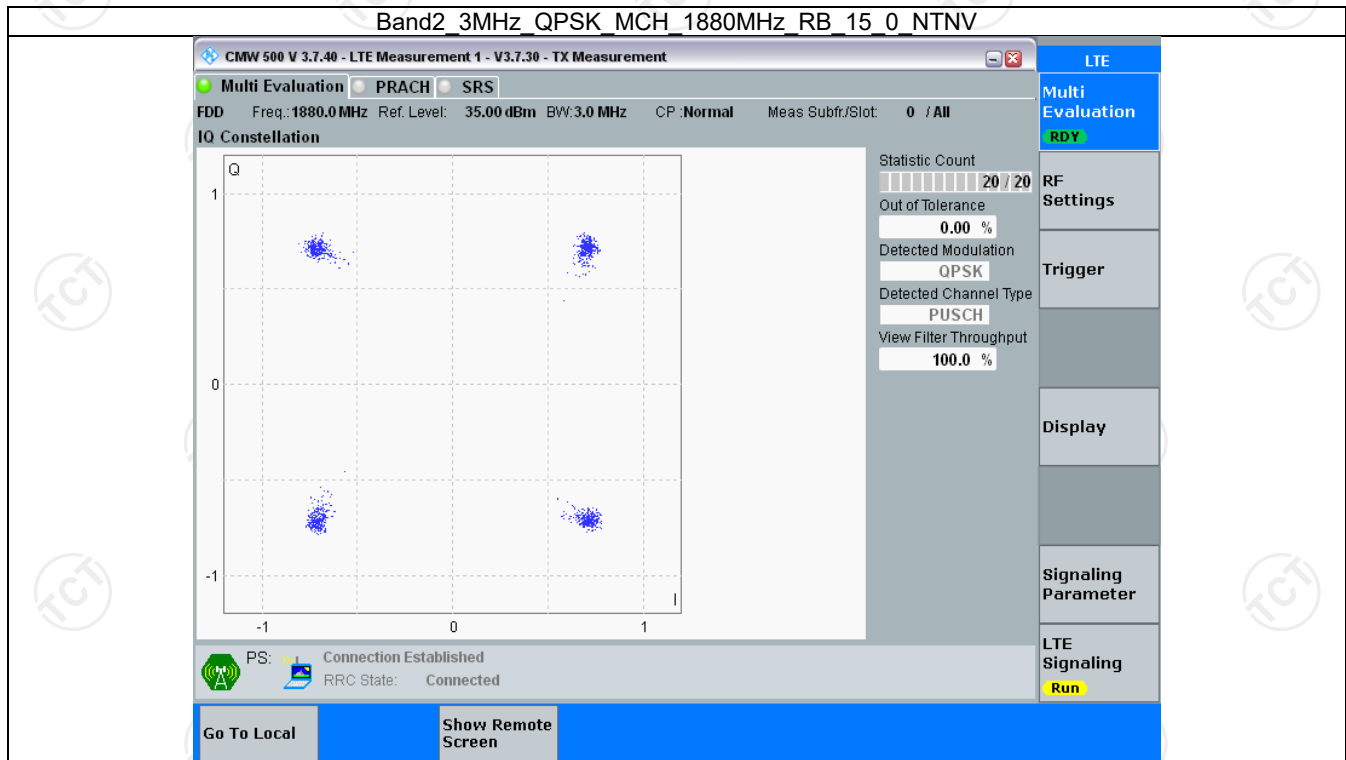 Band2_3MHz_QPSK_MCH_1880MHz_RB_15_0_NTNV
CMW 500 V 3.7.40 - LTE Measurement 1 - V3.7.30 - TX Measurement
LTE
Multi Evaluation PRACH SRS
FDD Freq.:1880.0 MHz Ref. Level: 35.00 dBm BW:3.0 MHz CP :Normal Meas Subfr./Slot: 0 / All
IQ Constellation
Q
1
0
-1
I
-1 0 1
Statistic Count
20 / 20
Out of Tolerance
0.00 %
Detected Modulation
QPSK
Detected Channel Type
PUSCH
View Filter Throughput
100.0 %
Multi
Evaluation
RDY
RF
Settings
Trigger
Display
Signaling
Parameter
LTE
Signaling
Run
PS: Connection Established
RRC State: Connected
Go To Local
Show Remote
Screen
TCT
TCT
TCT
TCT